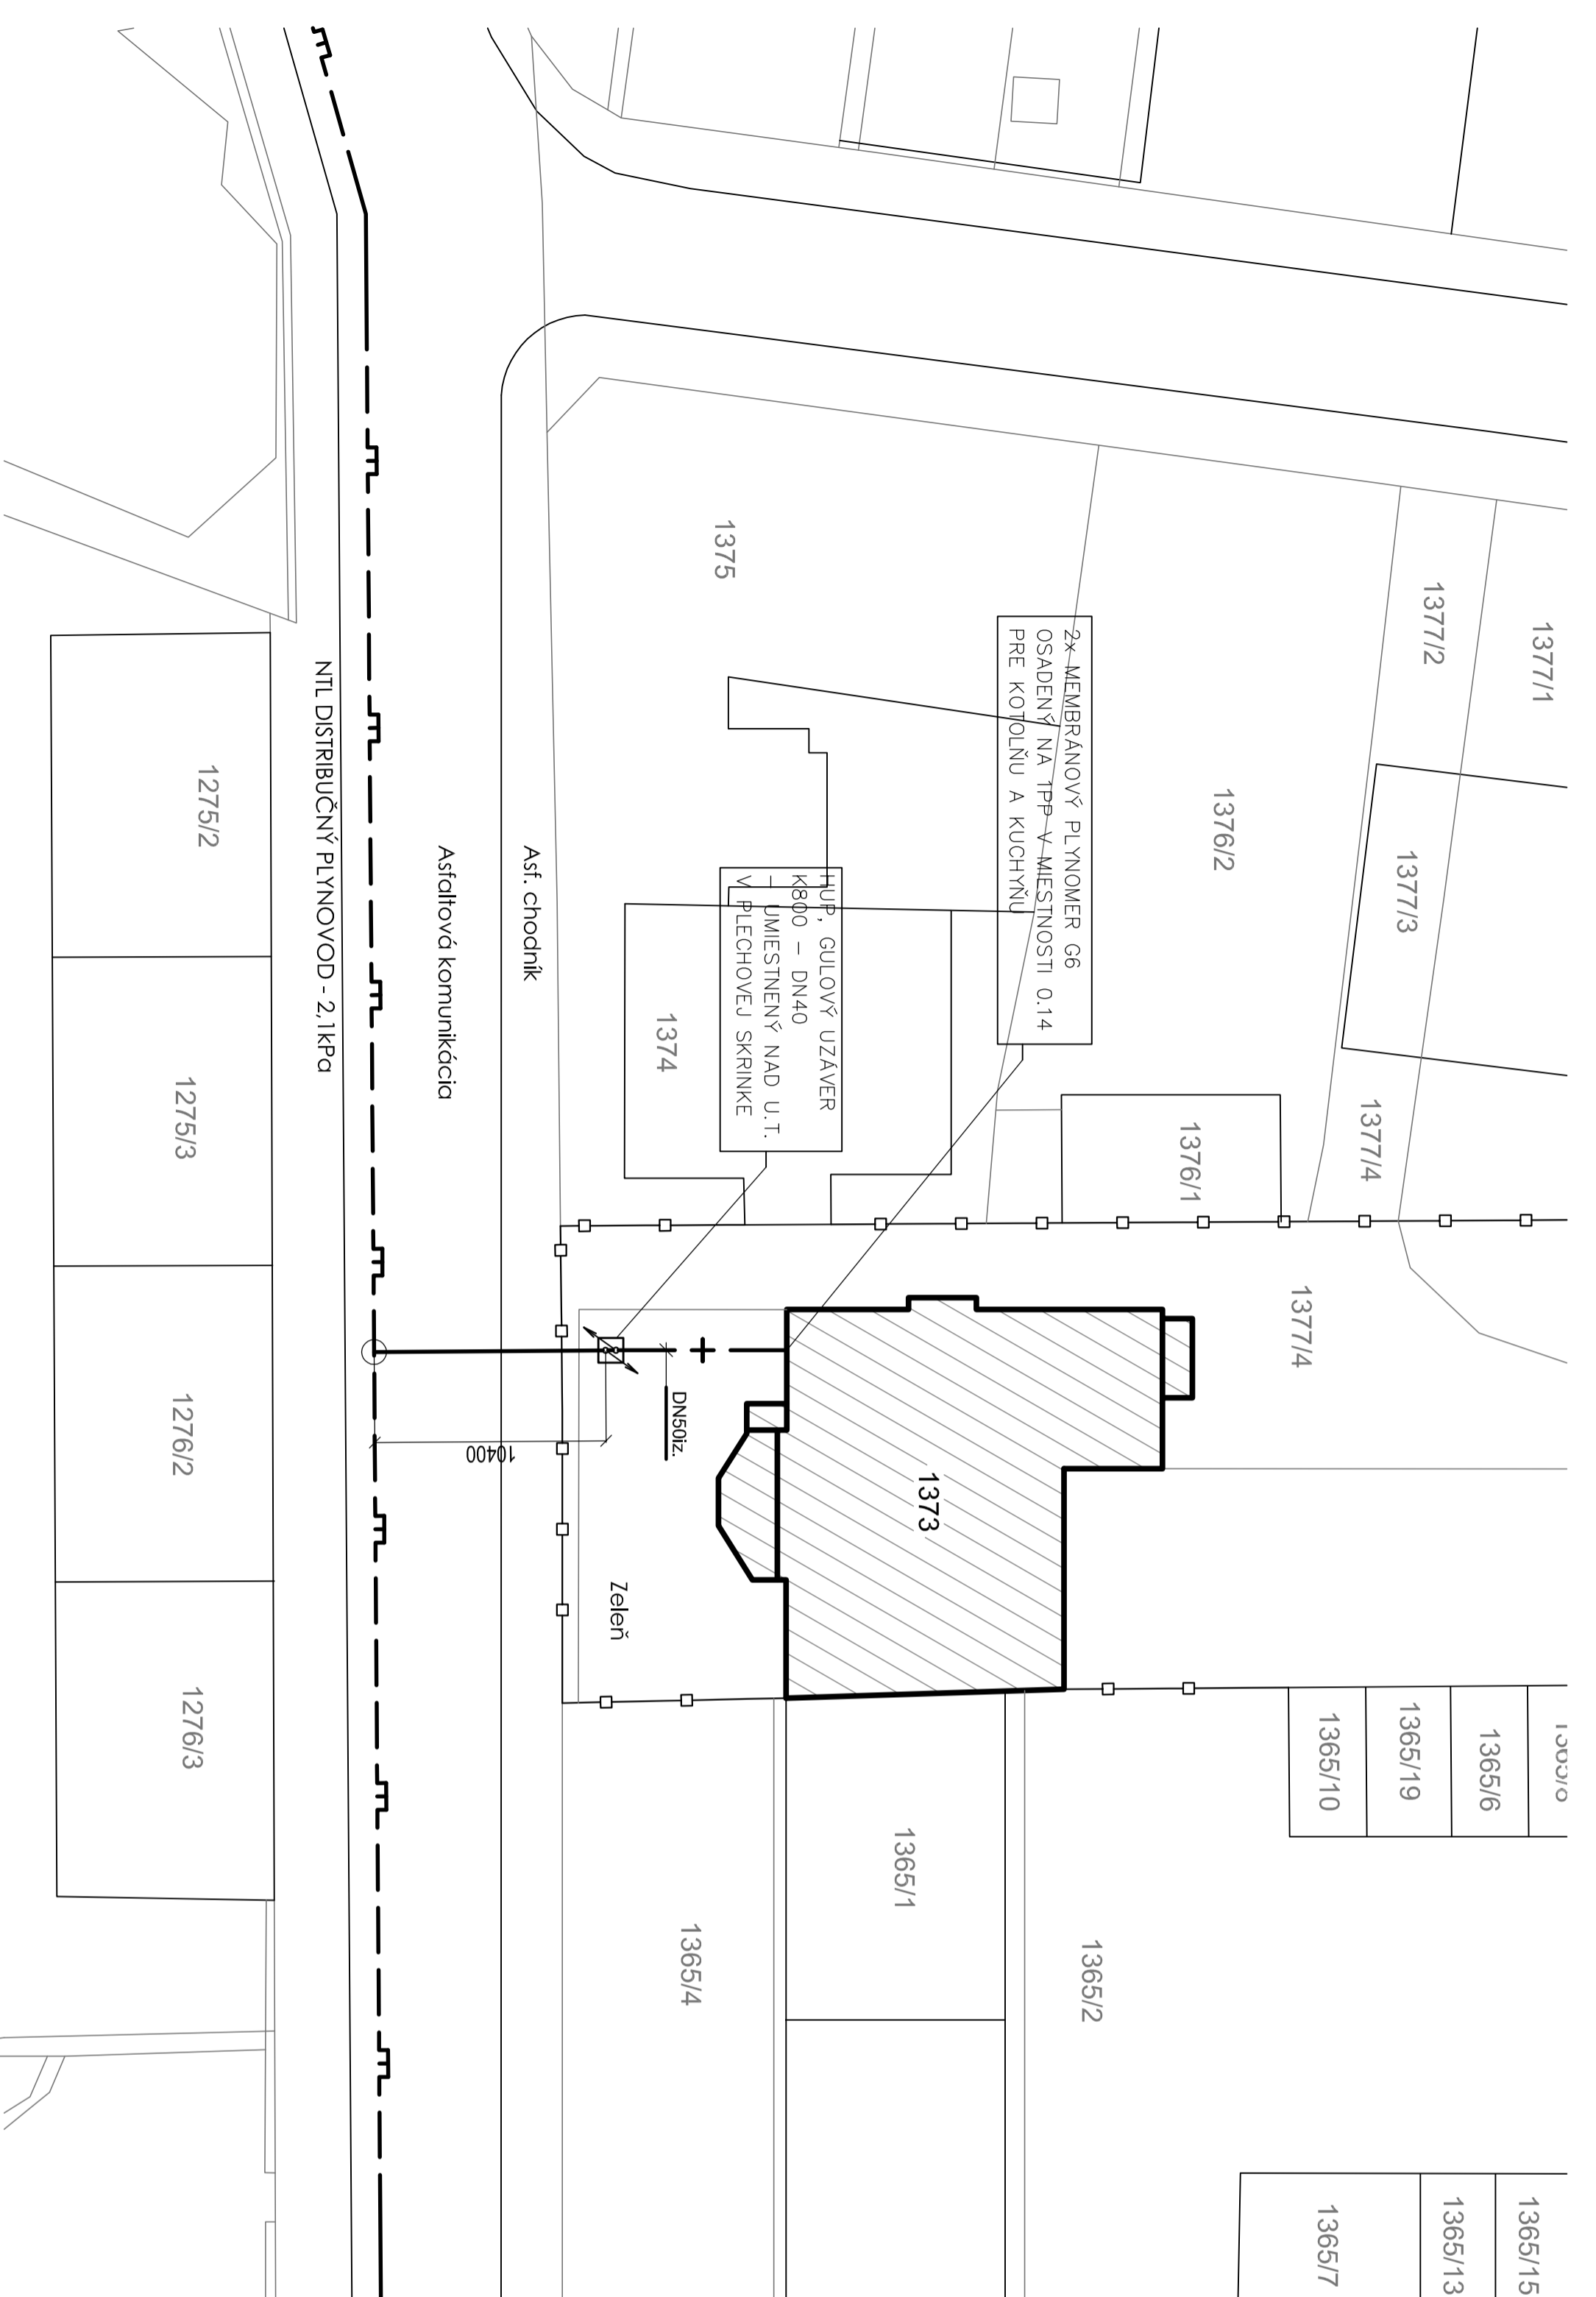 1377/1
1365/15
1365/6
1365/13
1377/2
1377/3
1365/19
1377/4
1365/10
1365/7
1377/4
1376/2
1376/1
1365/2
2x MEMBRÁNOVÝ PLYNOMER G6
OSADENÝ NA 1PP V MIESTNOSTI 0.14
PRE KOTOLŇU A KUCHYŇU
1373
1365/1
HUP, GULOVÝ UZÁVER
K800 – DN40
– UMIESTNENÝ NAD U.T.
V PLECHOVEJ SKRINKE
1375
1374
DN50iz.
1365/4
Zeleň
Asf. chodník
10400
Asfaltová komunikácia
NTL DISTRIBUČNÝ PLYNOVOD - 2,1kPa
1275/2
1275/3
1276/2
1276/3